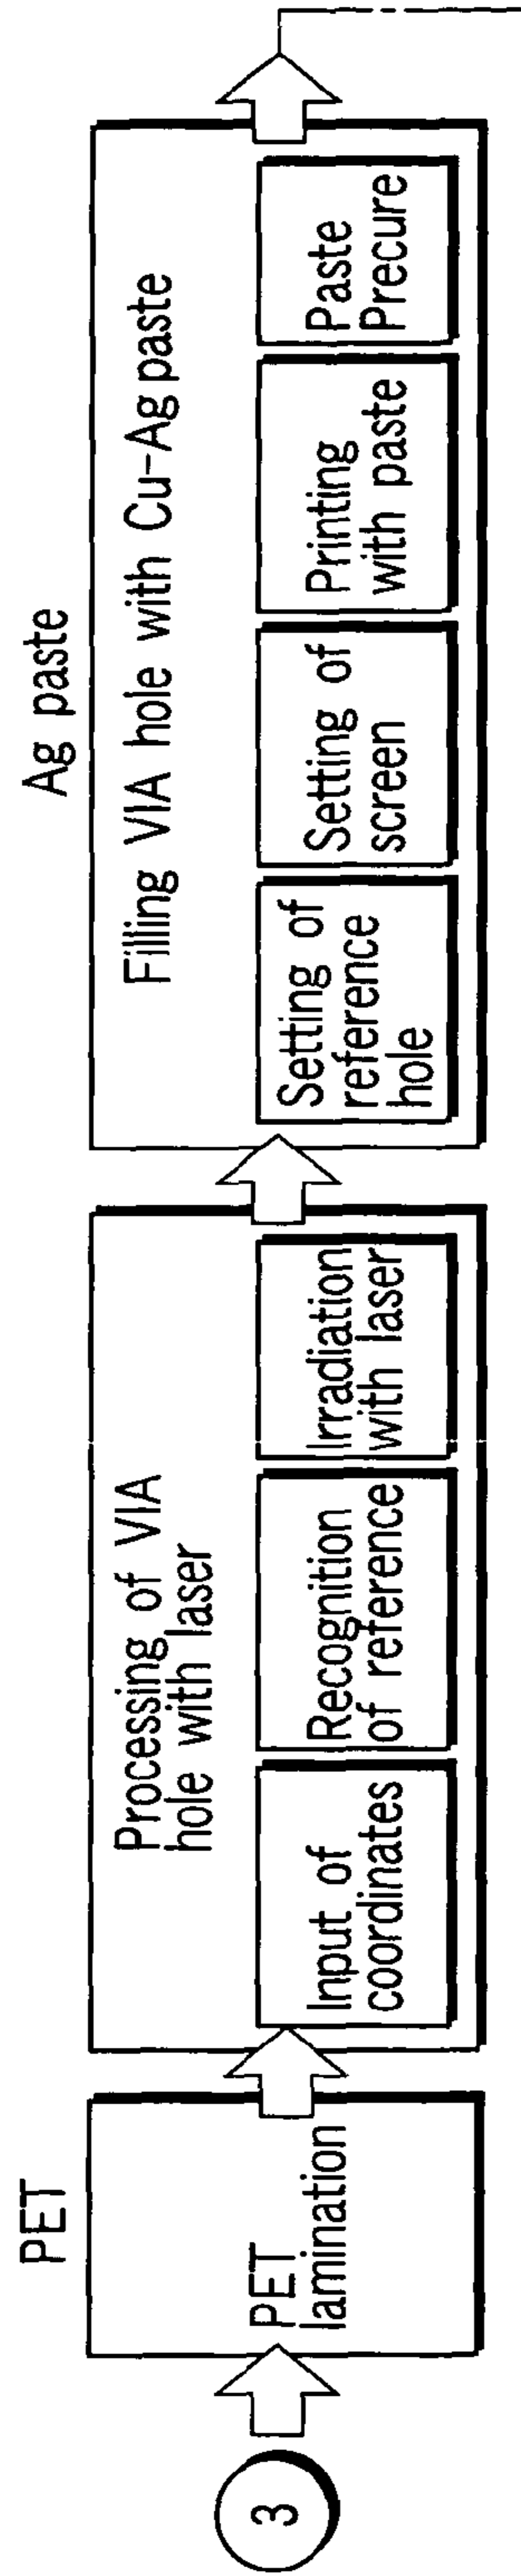 3
PET
PET
lamination
Processing of VIA
hole with laser
Input of
coordinates
Recognition
of reference
Irradiation
with laser
Ag paste
Filling VIA hole with Cu-Ag paste
Setting of
reference
hole
Setting of
screen
Printing
with paste
Paste
Precure